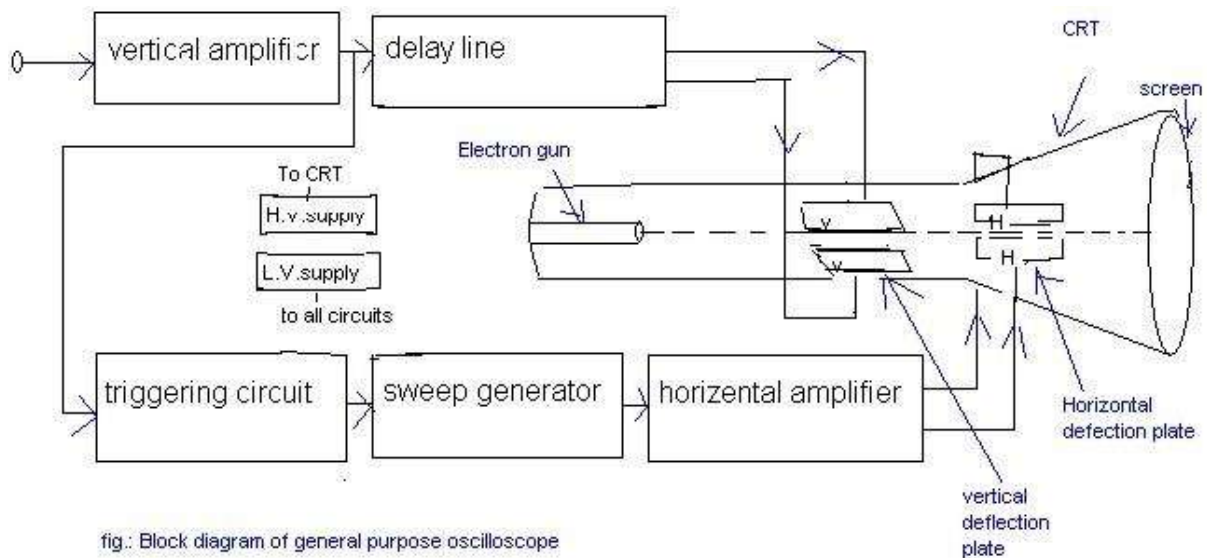 vertical amplificr
delay line
CRT
screen
Electron gun
To CRT
H.v.supply
L.V.supply
to all circuits
v
v
H
H
triggering circuit
sweep generator
horizental amplifier
Horizontal
defection plate
vertical
deflection
plate
fig.: Block diagram of general purpose oscilloscope